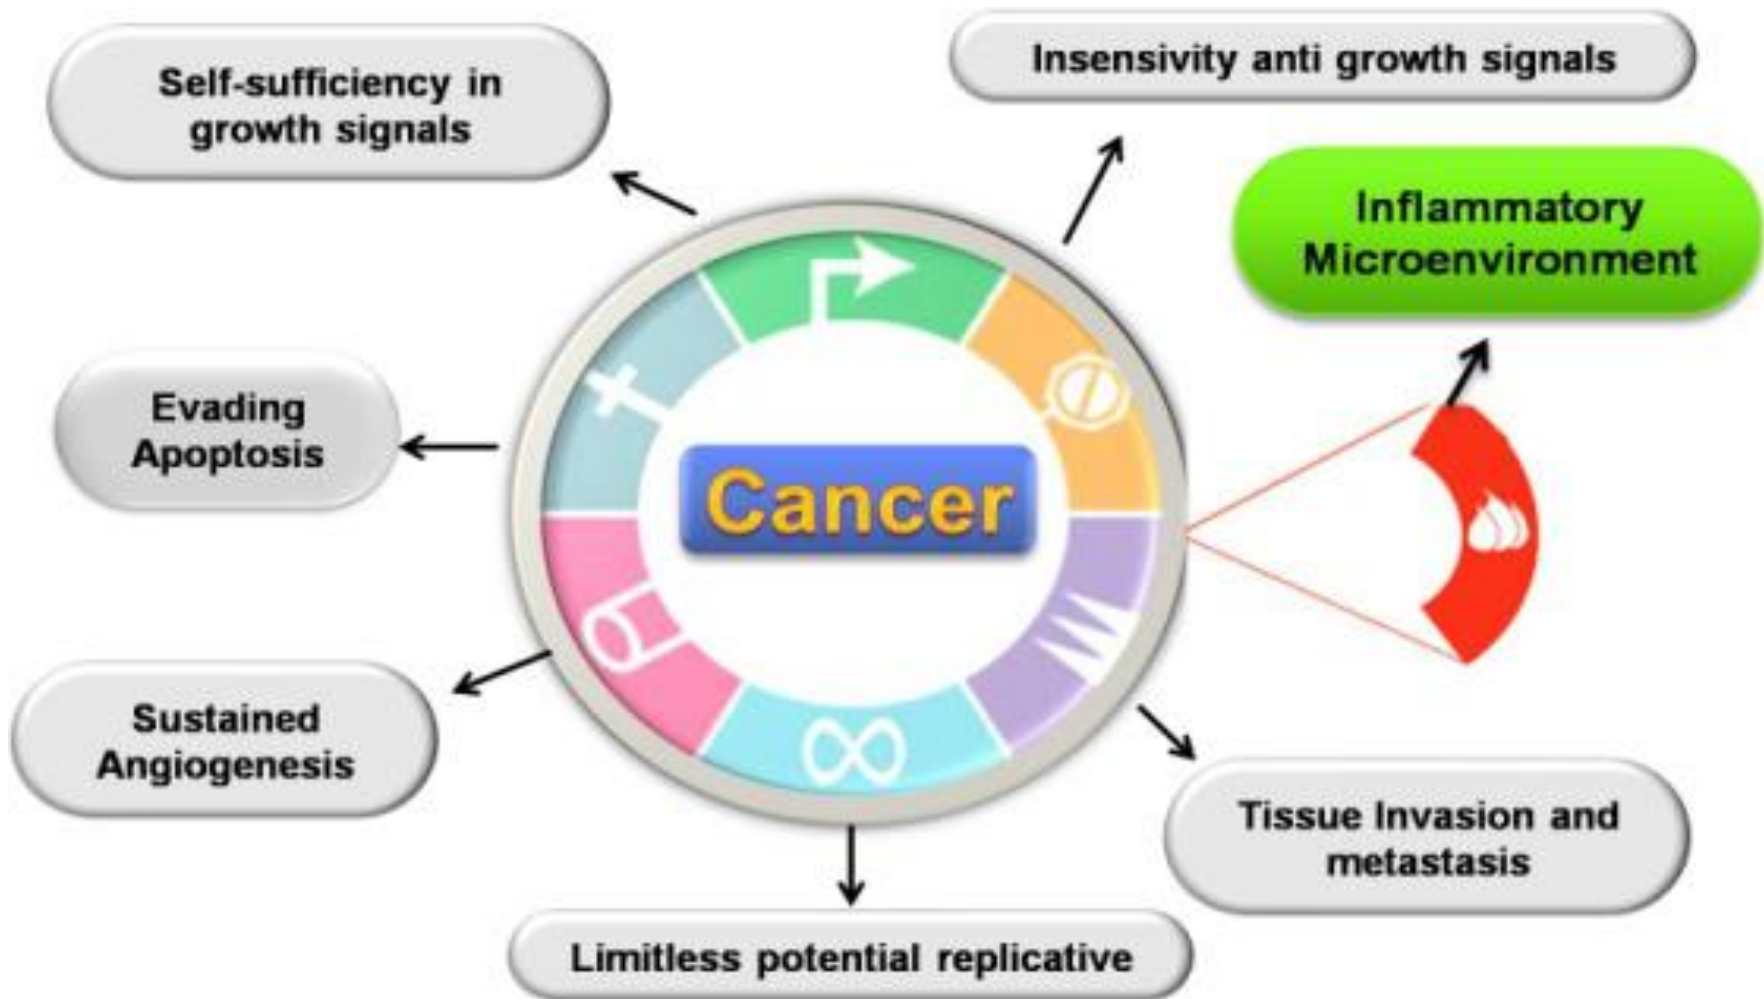 Self-sufficiency in
growth signals
Insensivity anti growth signals
Inflammatory
Microenvironment
Evading
Apoptosis
Cancer
Sustained
Angiogenesis
Tissue Invasion and
metastasis
Limitless potential replicative